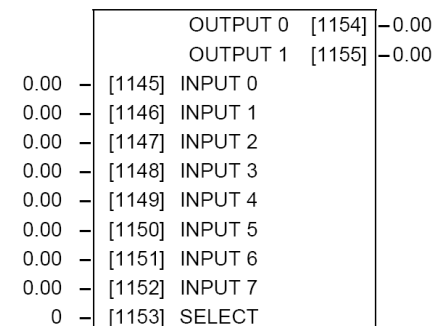 OUTPUT 0 [1154] –0.00
OUTPUT 1 [1155] –0.00
0.00 – [1145] INPUT 0
0.00 – [1146] INPUT 1
0.00 – [1147] INPUT 2
0.00 – [1148] INPUT 3
0.00 – [1149] INPUT 4
0.00 – [1150] INPUT 5
0.00 – [1151] INPUT 6
0.00 – [1152] INPUT 7
0 – [1153] SELECT